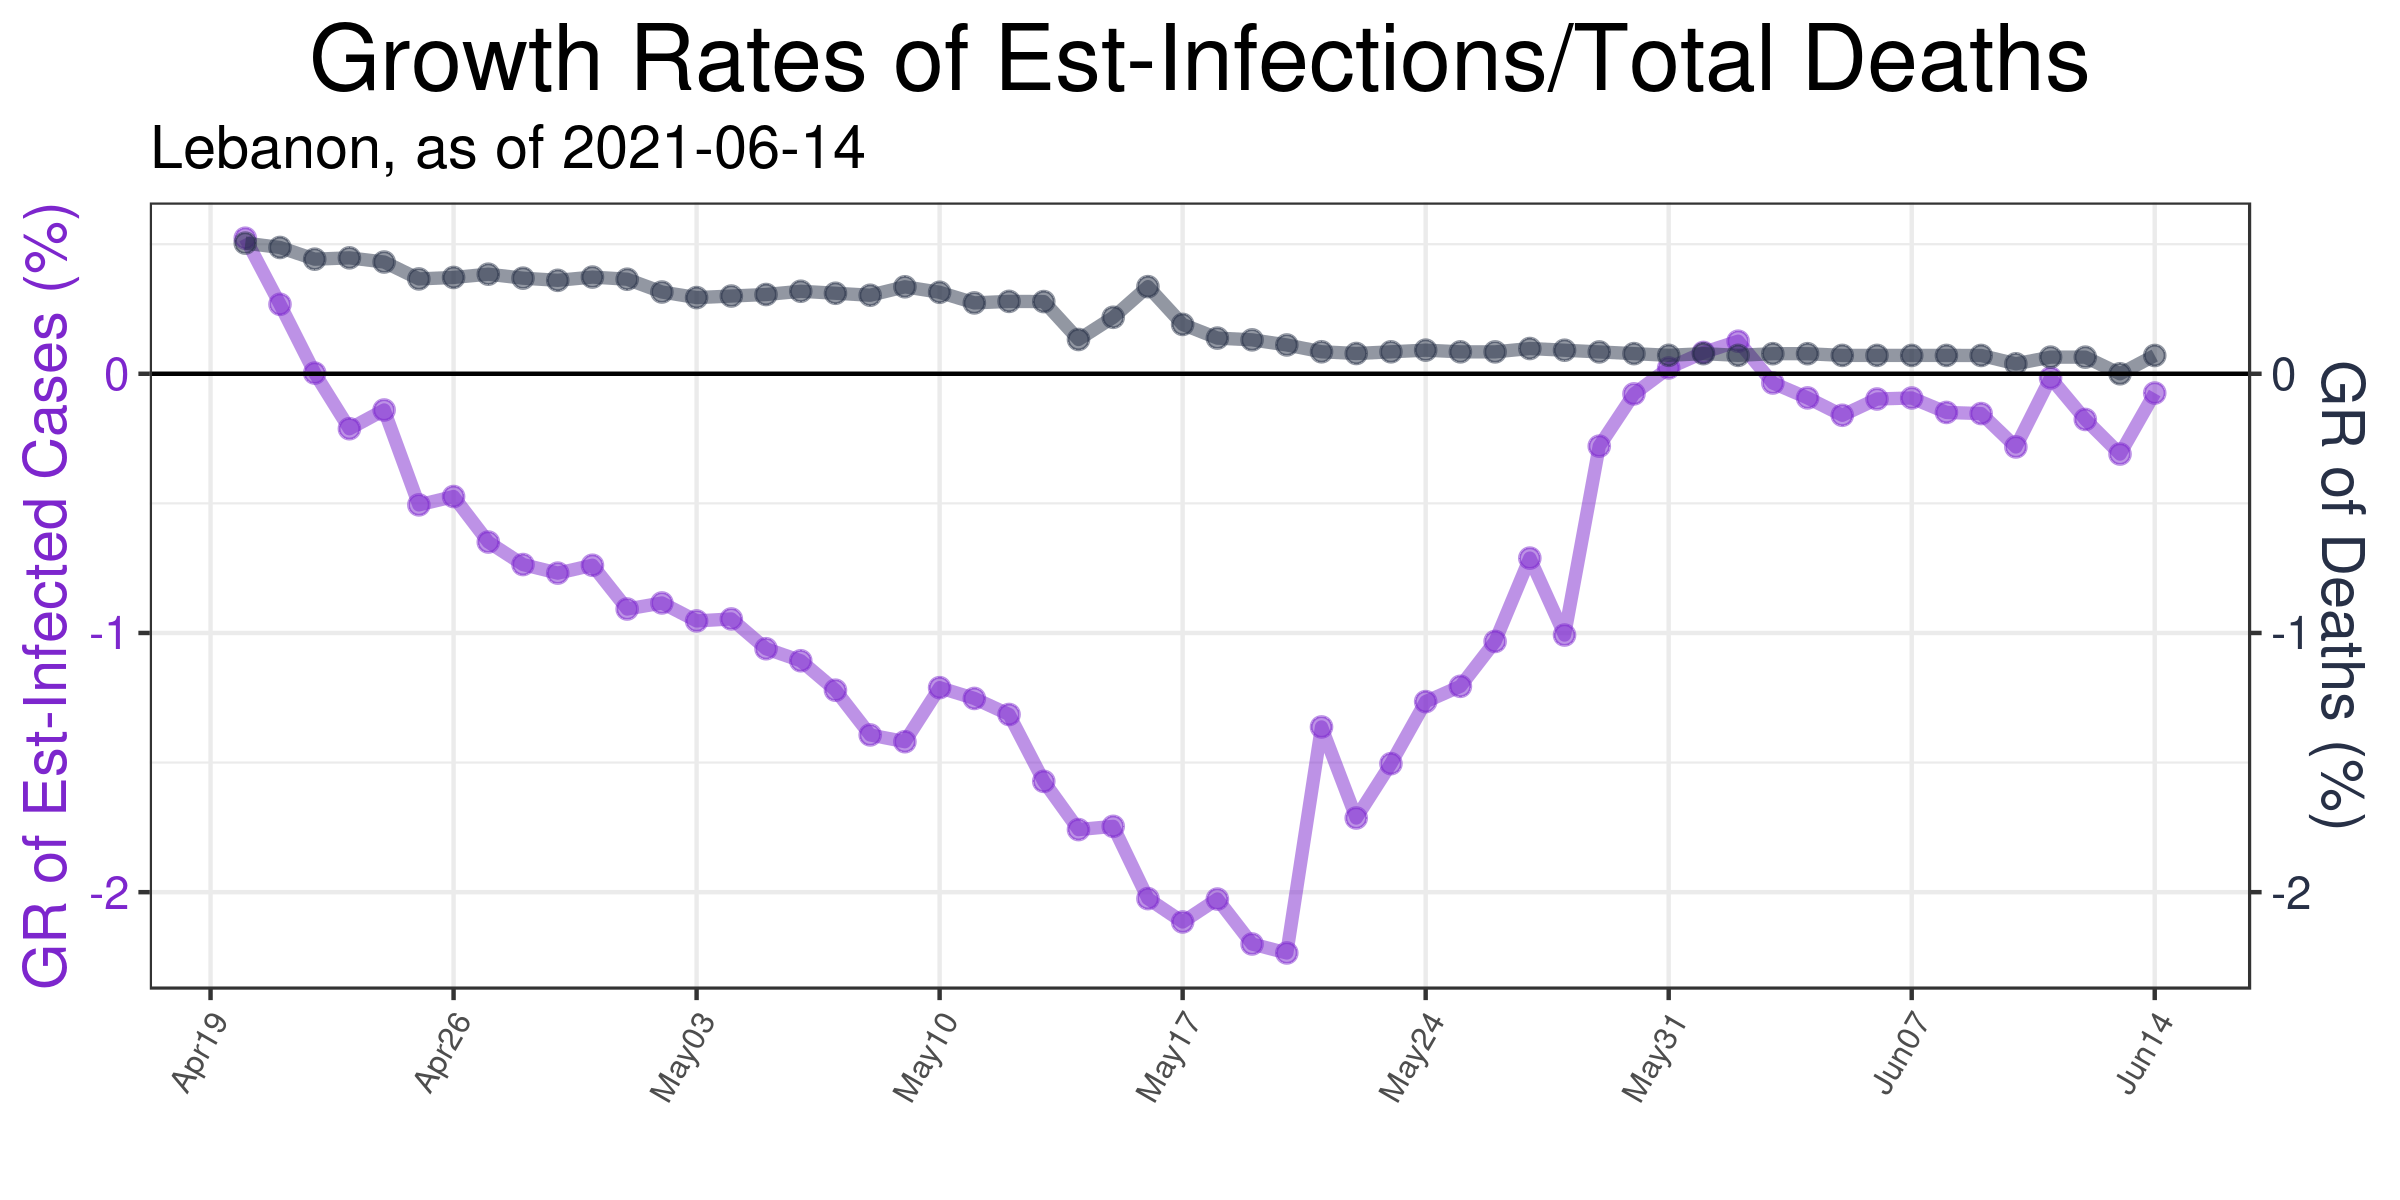 Growth Rates of Est-Infections/Total Deaths
Lebanon, as of 2021-06-14
GR of Est-Infected Cases (%)
0
-1
-2
0
-1
-2
GR of Deaths (%)
Apr19
Apr26
May03
May10
May17
May24
May31
Jun07
Jun14